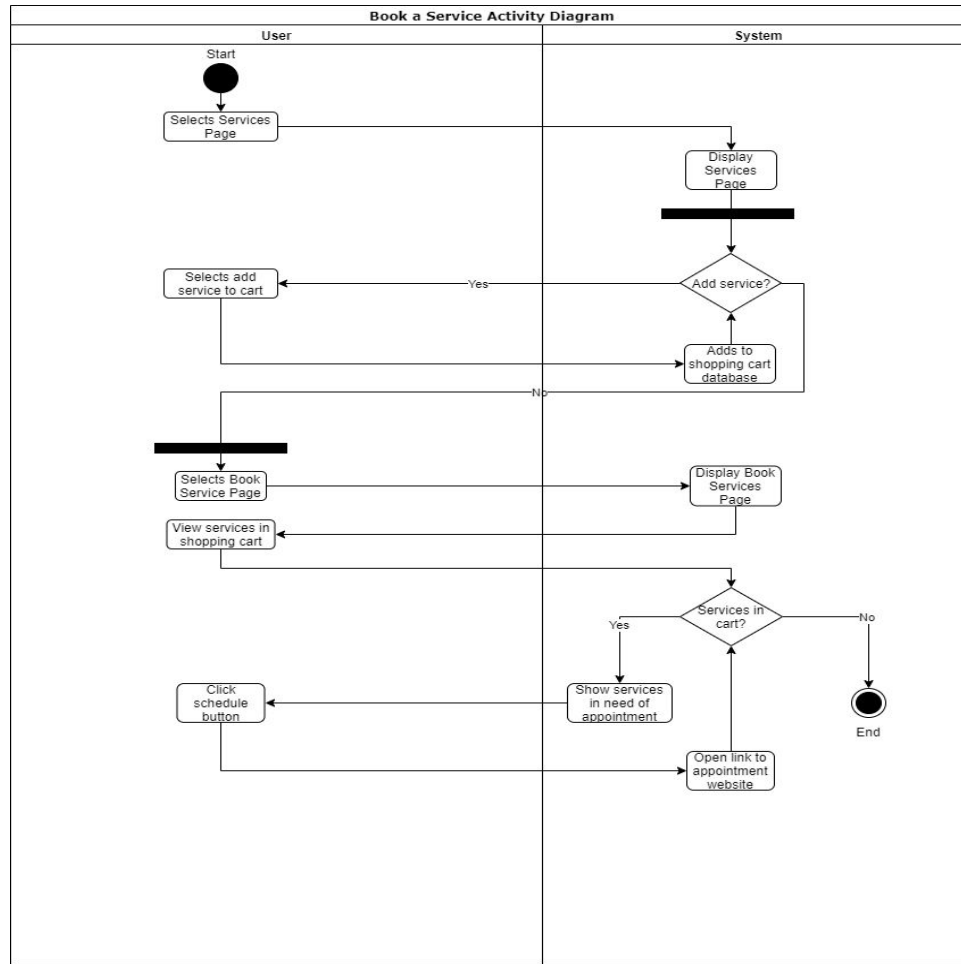 Book a Service Activity Diagram
User
System
Start
Selects Services
Page
Display
Services
Page
Selects add
service to cart
Yes
Add service?
Adds to
shopping cart
database
No
Selects Book
Service Page
Display Book
Services
Page
View services in
shopping cart
Services in
cart?
Yes
No
Click
schedule
button
Show services
in need of
appointment
End
Open link to
appointment
website